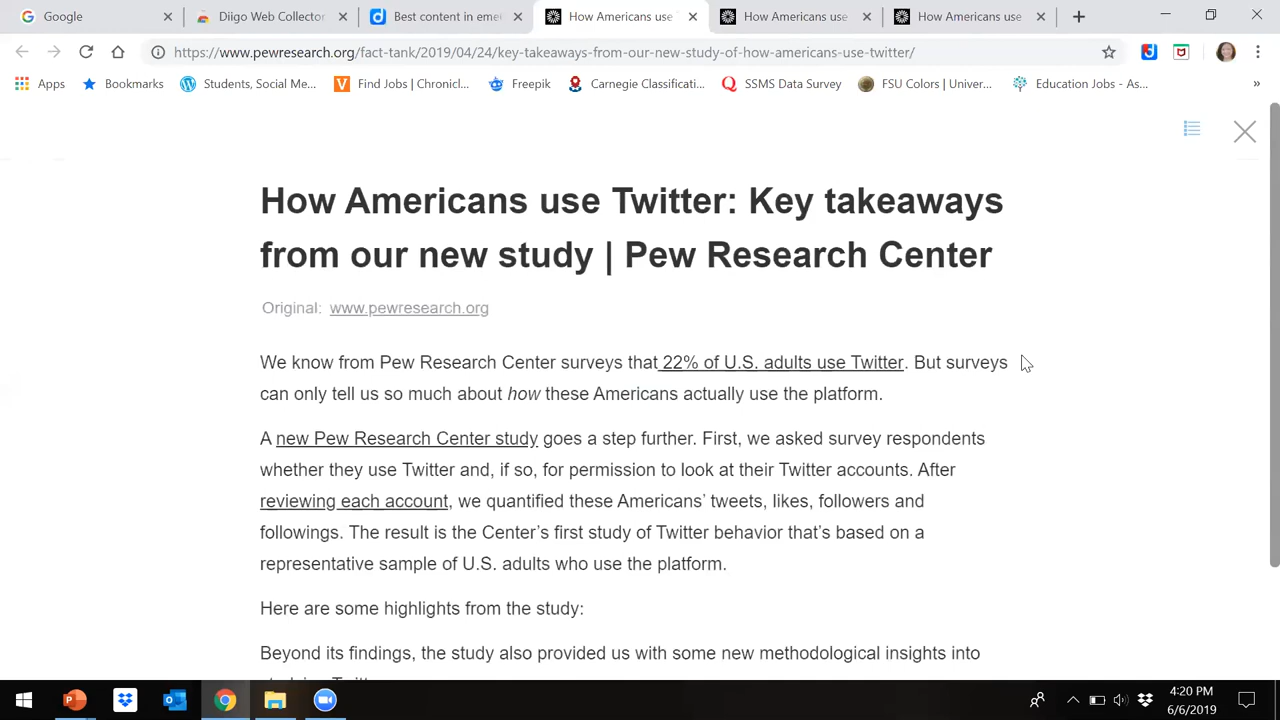 Google
Diigo Web Collector
Best content in eme
How Americans use
How Americans use
How Americans use
https://www.pewresearch.org/fact-tank/2019/04/24/key-takeaways-from-our-new-study-of-how-americans-use-twitter/
Apps
Bookmarks
Students, Social Me...
Find Jobs | Chronicl...
Freepik
Carnegie Classificati...
SSMS Data Survey
FSU Colors | Univer...
Education Jobs - As...
»
How Americans use Twitter: Key takeaways
from our new study | Pew Research Center
Original: www.pewresearch.org
We know from Pew Research Center surveys that 22% of U.S. adults use Twitter. But surveys
can only tell us so much about how these Americans actually use the platform.
A new Pew Research Center study goes a step further. First, we asked survey respondents
whether they use Twitter and, if so, for permission to look at their Twitter accounts. After
reviewing each account, we quantified these Americans’ tweets, likes, followers and
followings. The result is the Center’s first study of Twitter behavior that’s based on a
representative sample of U.S. adults who use the platform.
Here are some highlights from the study:
Beyond its findings, the study also provided us with some new methodological insights into
4:20 PM
6/6/2019